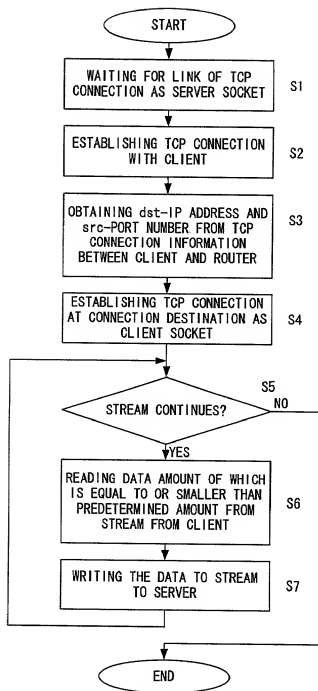 START
WAITING FOR LINK OF TCP
CONNECTION AS SERVER SOCKET
S1
ESTABLISHING TCP CONNECTION
WITH CLIENT
S2
OBTAINING dst-IP ADDRESS AND
src-PORT NUMBER FROM TCP
CONNECTION INFORMATION
BETWEEN CLIENT AND ROUTER
S3
ESTABLISHING TCP CONNECTION
AT CONNECTION DESTINATION AS
CLIENT SOCKET
S4
STREAM CONTINUES?
S5
NO
YES
READING DATA AMOUNT OF WHICH
IS EQUAL TO OR SMALLER THAN
PREDETERMINED AMOUNT FROM
STREAM FROM CLIENT
S6
WRITING THE DATA TO STREAM
TO SERVER
S7
END